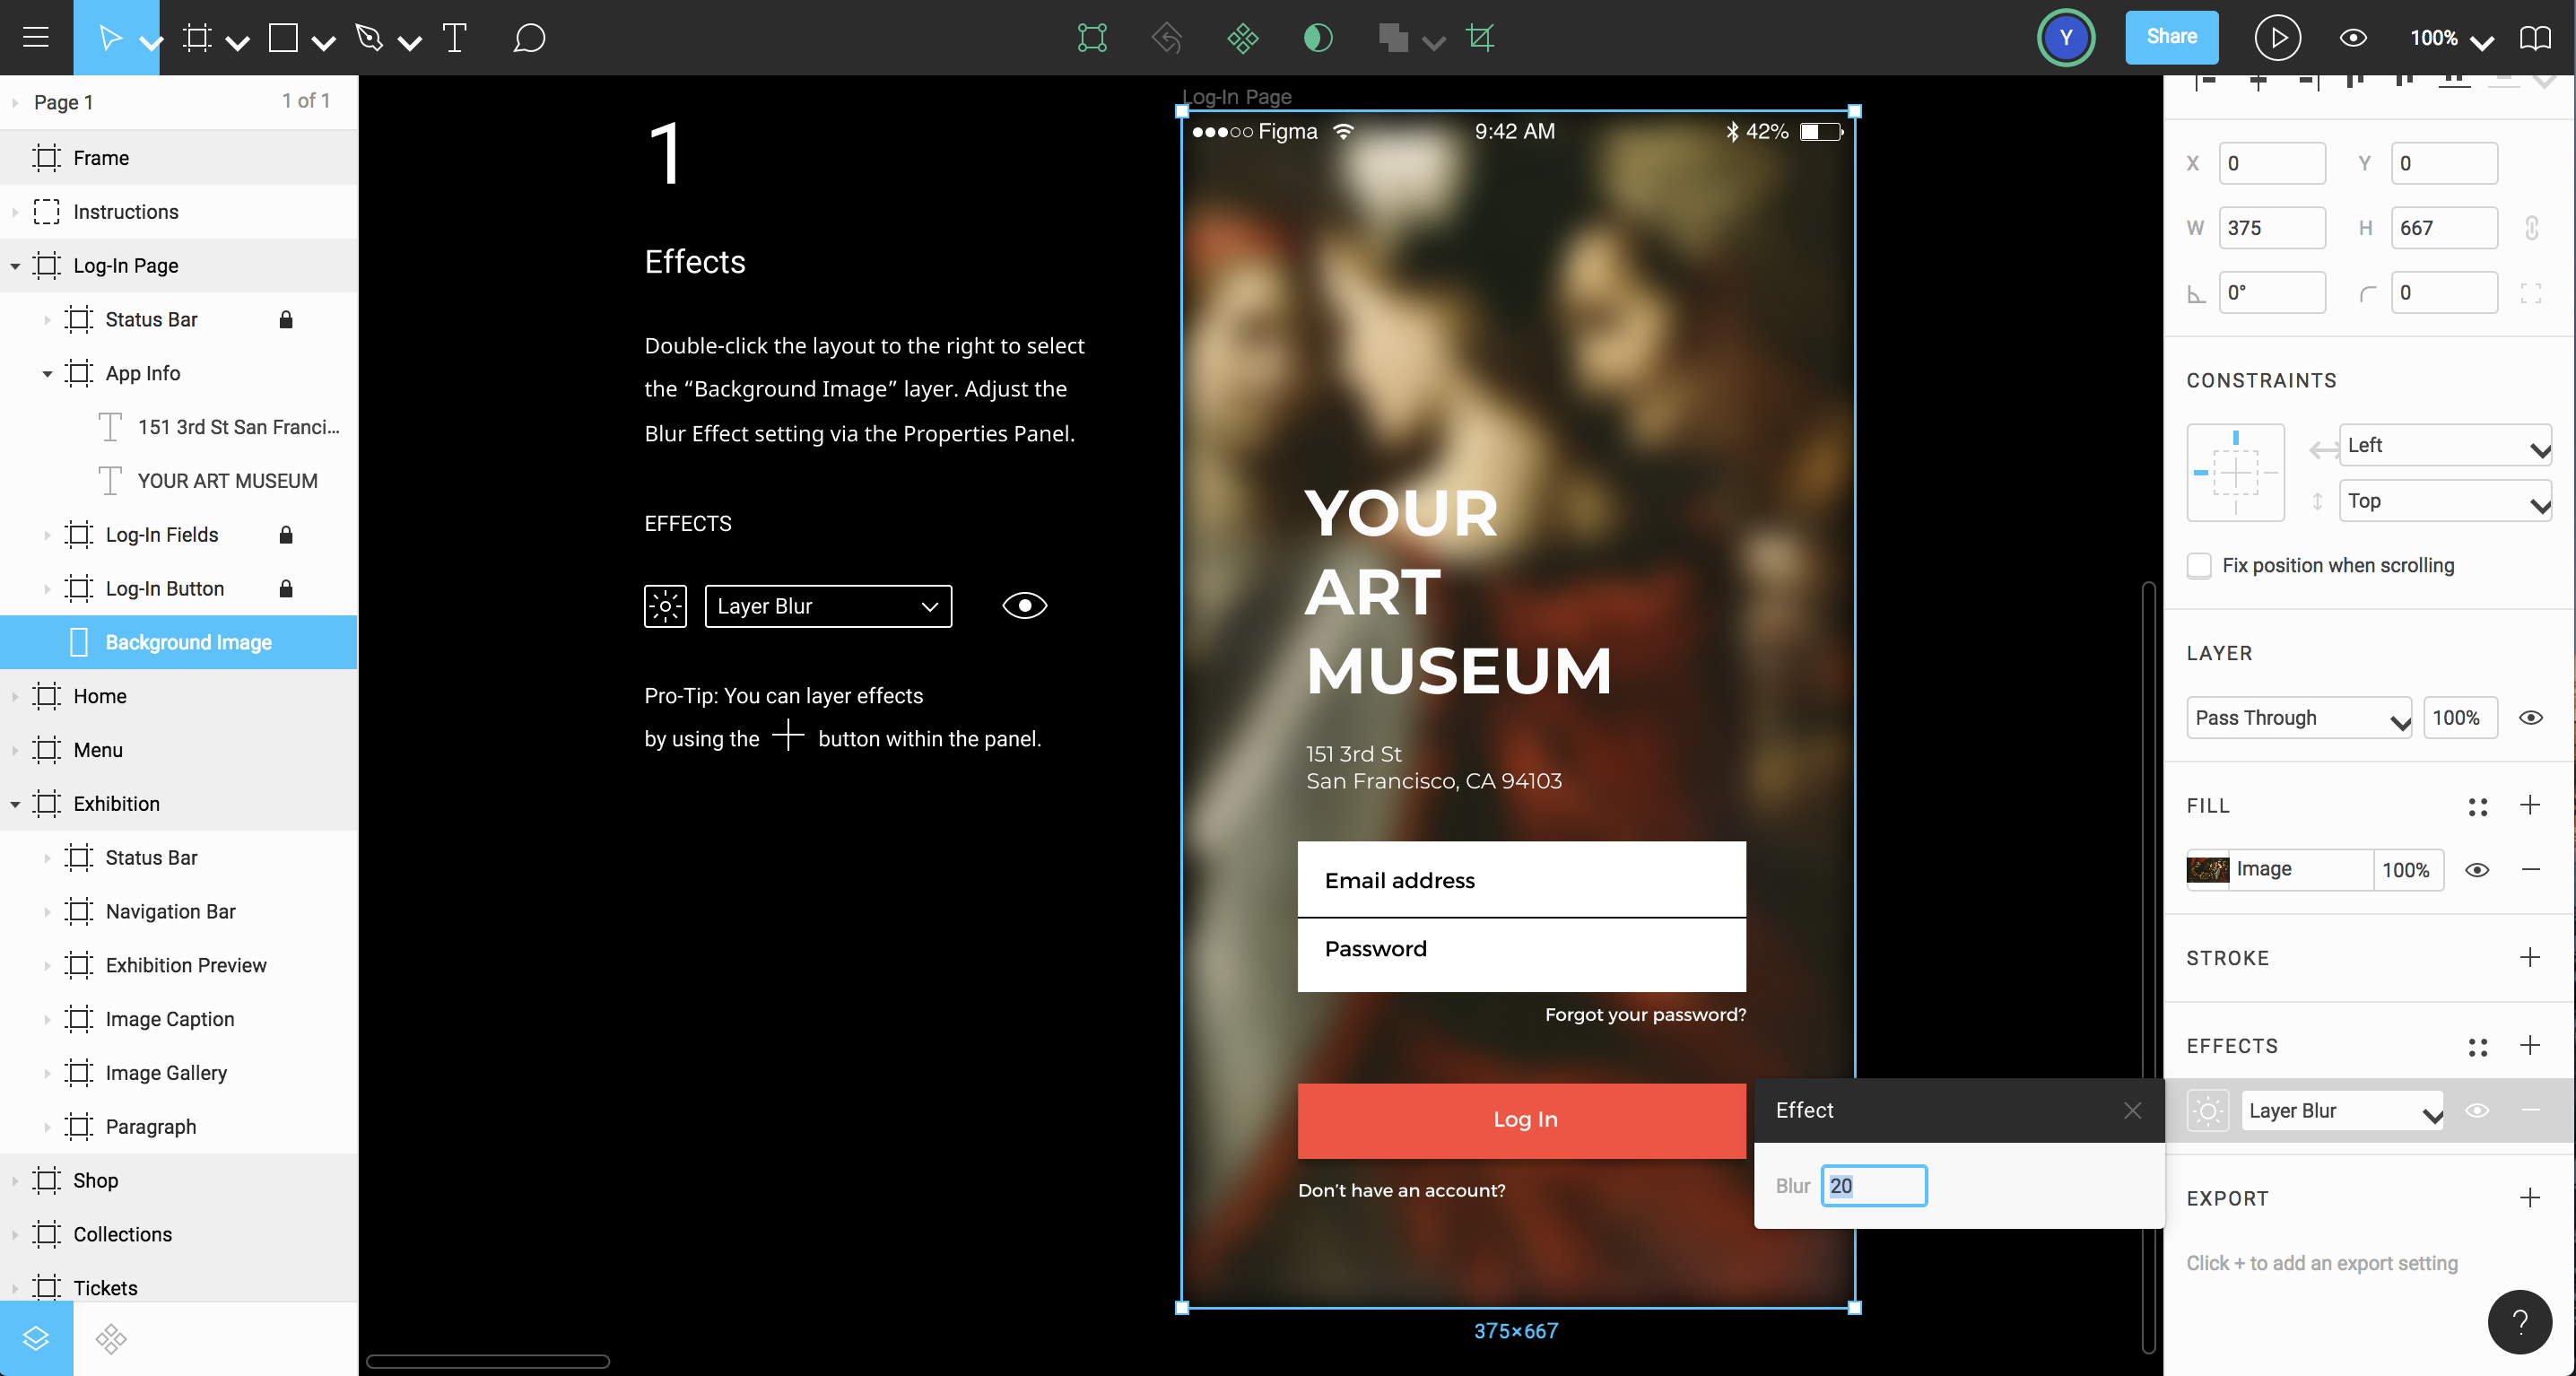 Y
Share
100%
Page 1
1 of 1
Frame
Instructions
Log-In Page
Status Bar
App Info
151 3rd St San Franci...
YOUR ART MUSEUM
Log-In Fields
Log-In Button
Background Image
Home
Menu
Exhibition
Status Bar
Navigation Bar
Exhibition Preview
Image Caption
Image Gallery
Paragraph
Shop
Collections
Tickets
1
Effects
Double-click the layout to the right to select
the “Background Image” layer. Adjust the
Blur Effect setting via the Properties Panel.
EFFECTS
Layer Blur
Pro-Tip: You can layer effects
by using the + button within the panel.
Log-In Page
Figma
9:42 AM
42%
YOUR
ART
MUSEUM
151 3rd St
San Francisco, CA 94103
Email address
Password
Forgot your password?
Log In
Don’t have an account?
375×667
Effect
Blur 20
X 0 Y 0
W 375 H 667
0° 0
CONSTRAINTS
Left
Top
Fix position when scrolling
LAYER
Pass Through 100%
FILL
Image 100%
STROKE
EFFECTS
Layer Blur
EXPORT
Click + to add an export setting
?